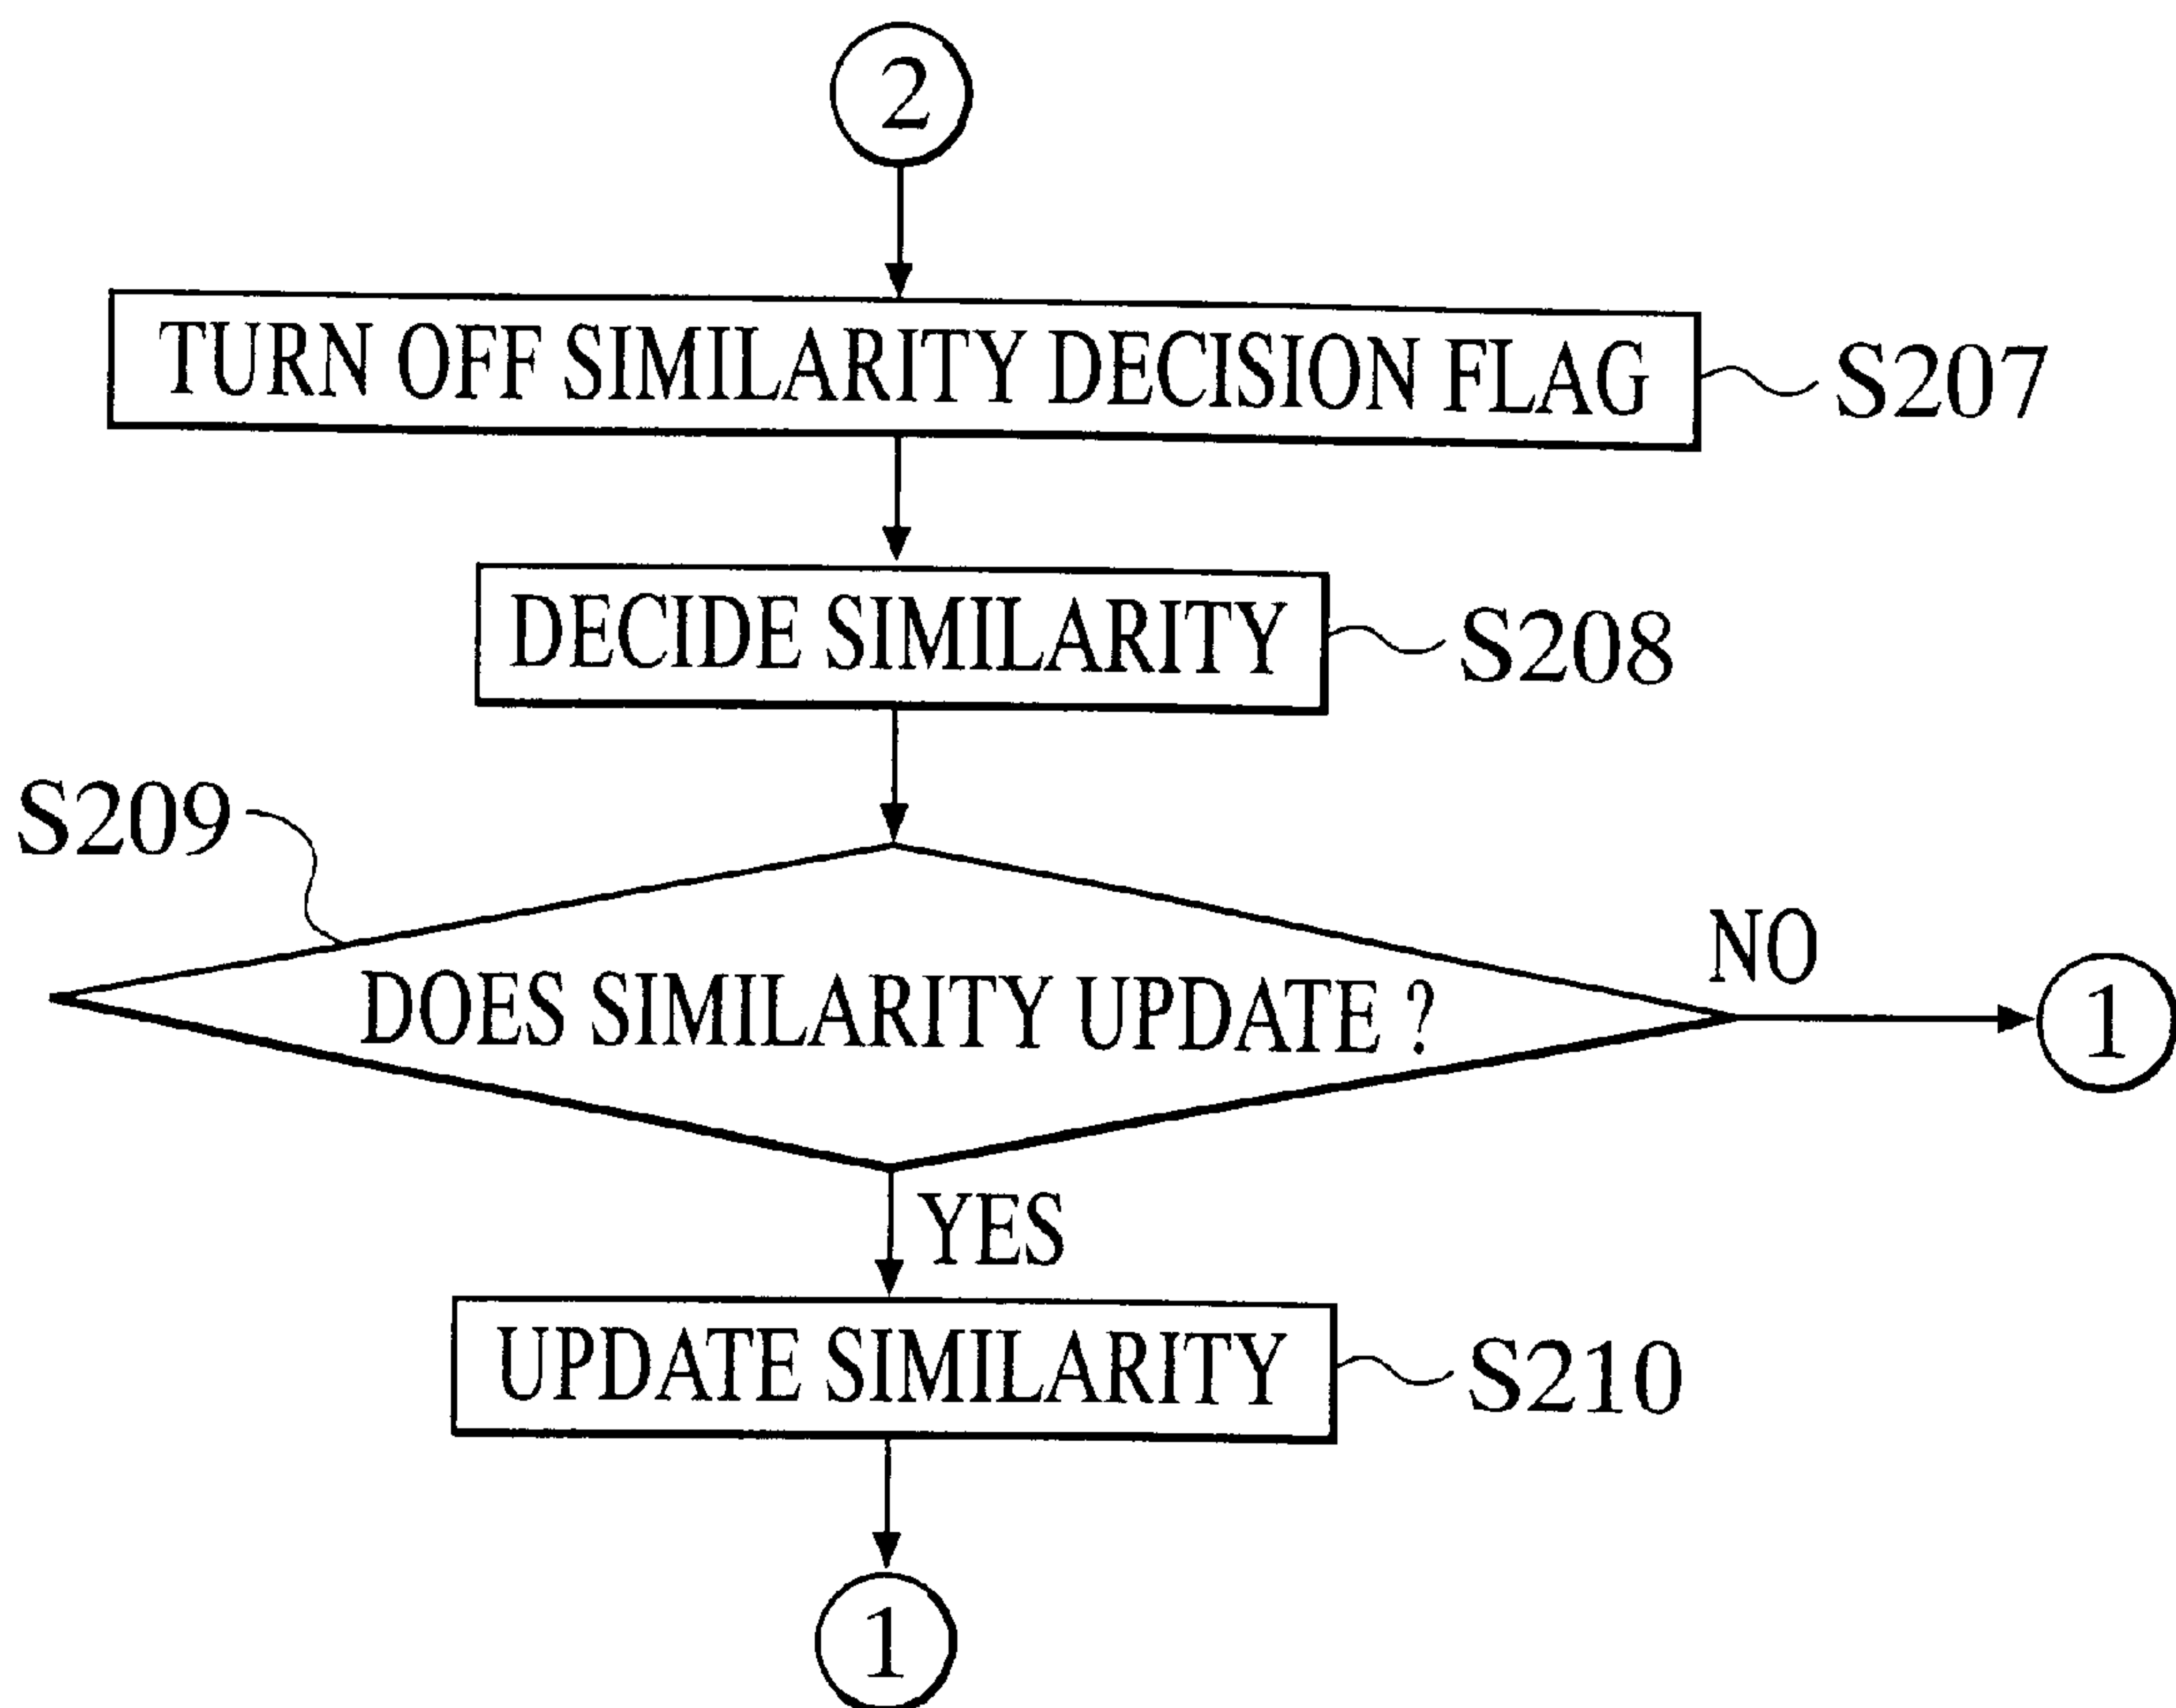 2
TURN OFF SIMILARITY DECISION FLAG
S207
DECIDE SIMILARITY
S208
S209
DOES SIMILARITY UPDATE ?
NO
1
YES
UPDATE SIMILARITY
S210
1